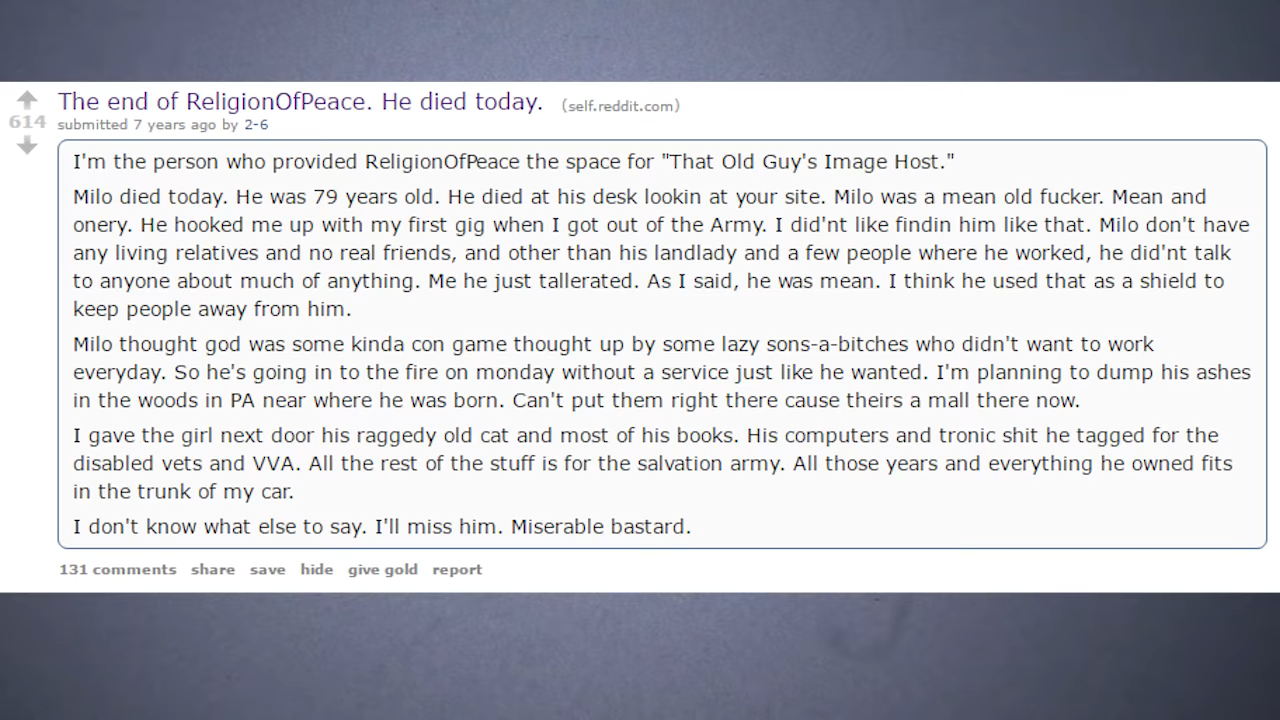 The end of ReligionOfPeace. He died today. (self.reddit.com)
614
submitted 7 years ago by 2-6
I'm the person who provided ReligionOfPeace the space for "That Old Guy's Image Host."
Milo died today. He was 79 years old. He died at his desk lookin at your site. Milo was a mean old fucker. Mean and
onery. He hooked me up with my first gig when I got out of the Army. I did'nt like findin him like that. Milo don't have
any living relatives and no real friends, and other than his landlady and a few people where he worked, he did'nt talk
to anyone about much of anything. Me he just tallerated. As I said, he was mean. I think he used that as a shield to
keep people away from him.
Milo thought god was some kinda con game thought up by some lazy sons-a-bitches who didn't want to work
everyday. So he's going in to the fire on monday without a service just like he wanted. I'm planning to dump his ashes
in the woods in PA near where he was born. Can't put them right there cause theirs a mall there now.
I gave the girl next door his raggedy old cat and most of his books. His computers and tronic shit he tagged for the
disabled vets and VVA. All the rest of the stuff is for the salvation army. All those years and everything he owned fits
in the trunk of my car.
I don't know what else to say. I'll miss him. Miserable bastard.
131 comments share save hide give gold report